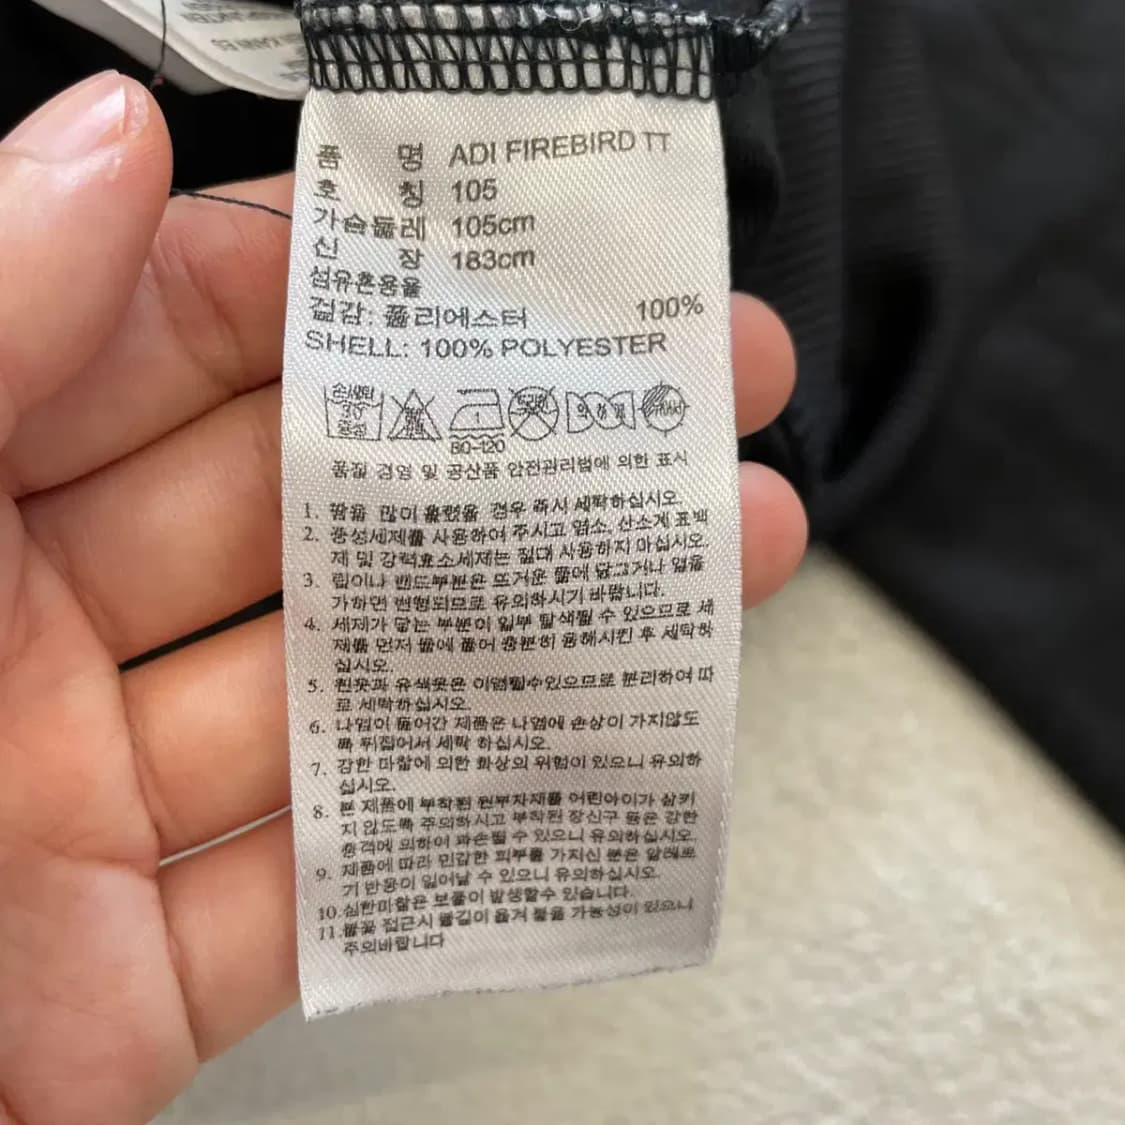 품 명 ADI FIREBIRD TT
호 칭 105
가슴둘레 105cm
신 장 183cm
섬유혼용율
겉감: 폴리에스터 100%
SHELL: 100% POLYESTER
손세탁 30 중성
80-120
품질 경영 및 공산품 안전관리법에 의한 표시
1. 땀을 많이 흘렸을 경우 즉시 세탁하십시오.
2. 중성세제를 사용하여 주시고 염소, 산소계 표백
제 및 강력효소세제는 절대 사용하지 마십시오.
3. 립이나 밴드부분은 뜨거운 물에 담그거나 열을
가하면 변형되므로 유의하시기 바랍니다.
4. 세제가 닿는 부분이 일부 탈색될 수 있으므로 세
제를 먼저 물에 풀어 충분히 용해시킨 후 세탁하
십시오.
5. 흰옷과 유색옷은 이염될수있으므로 분리하여 따
로 세탁하십시오.
6. 나염이 들어간 제품은 나염에 손상이 가지않도
록 뒤집어서 세탁 하십시오.
7. 강한 마찰에 의한 화상의 위험이 있으니 유의하
십시오.
8. 본 제품에 부착된 원부자재를 어린아이가 삼키
지 않도록 주의하시고 부착된 장신구 등은 강한
충격에 의하여 파손될 수 있으니 유의하십시오.
9. 제품에 따라 민감한 피부를 가지신 분은 알레르
기 반응이 일어날 수 있으니 유의하십시오.
10.심한마찰은 보풀이 발생할수 있습니다.
11.불꽃 접근시 불길이 옮겨 붙을 가능성이 있으니
주의바랍니다